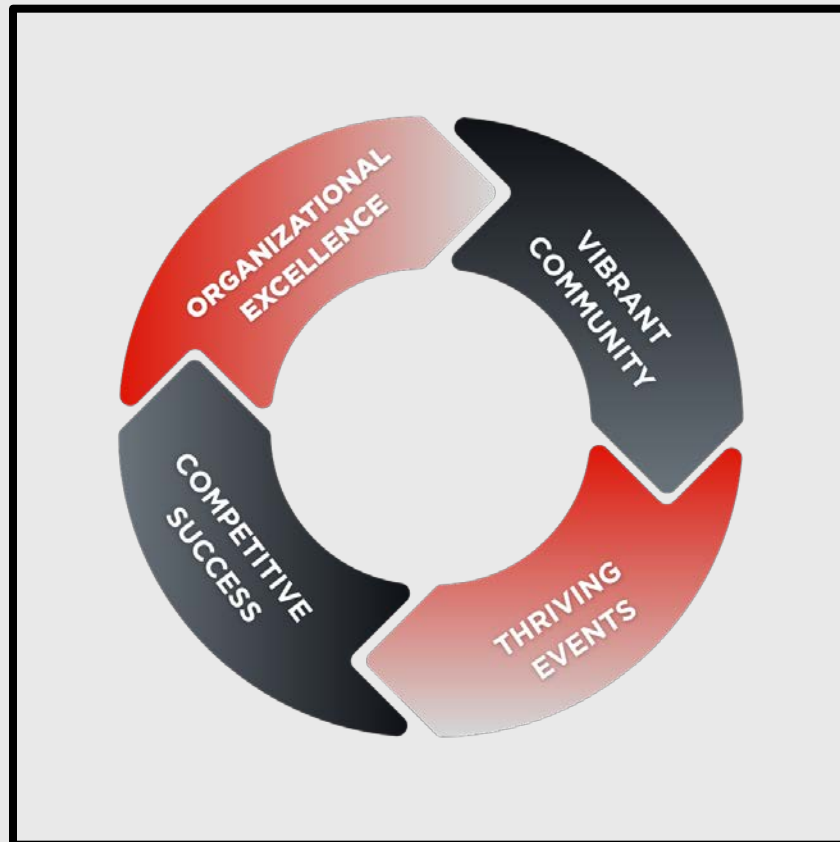 ORGANIZATIONAL
EXCELLENCE
VIBRANT
COMMUNITY
THRIVING
EVENTS
COMPETITIVE
SUCCESS